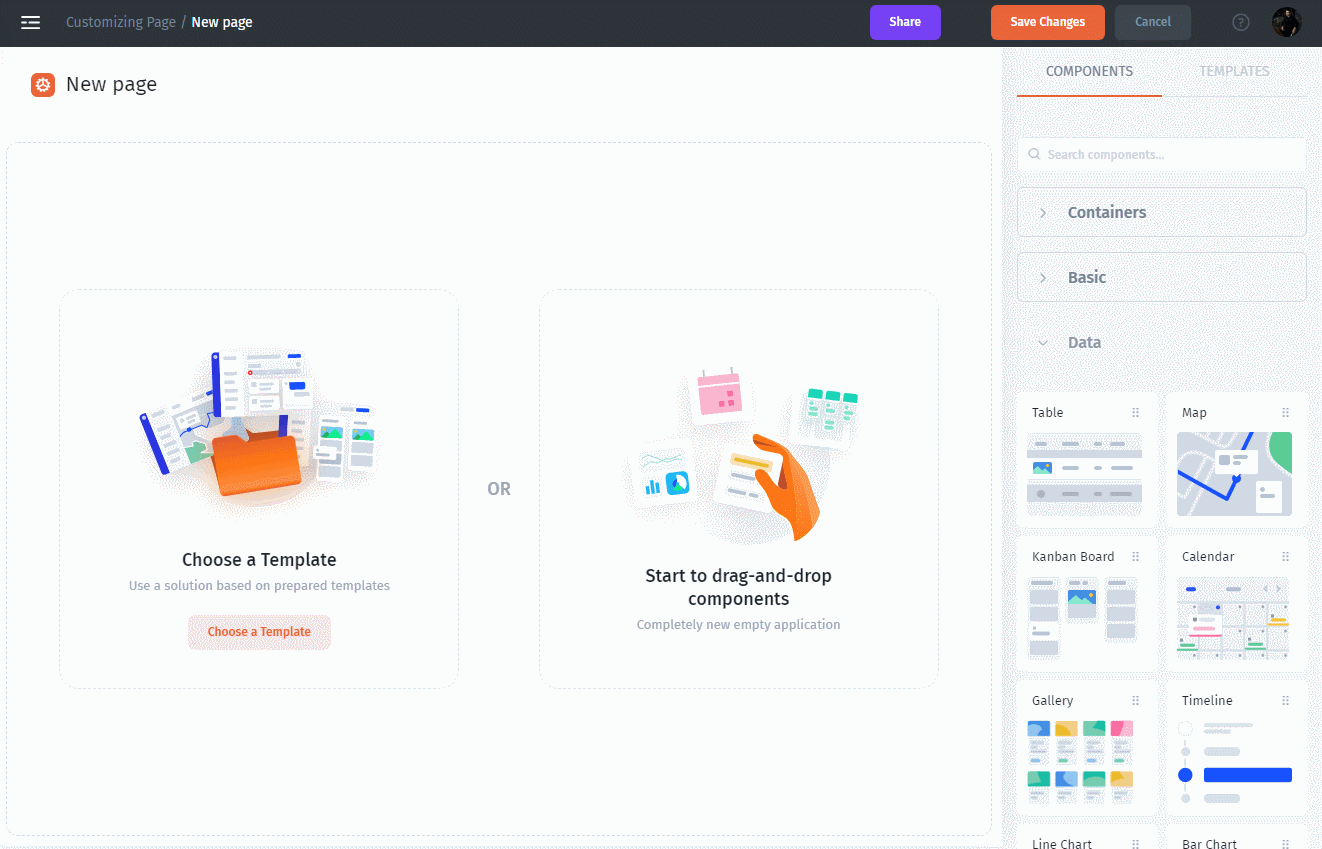 Customizing Page / New page
Share
Save Changes
Cancel
?
New page
COMPONENTS
TEMPLATES
Search components...
Containers
Basic
Data
Table
Map
Kanban Board
Calendar
Gallery
Timeline
Line Chart
Bar Chart
Choose a Template
Use a solution based on prepared templates
Choose a Template
OR
Start to drag-and-drop
components
Completely new empty application